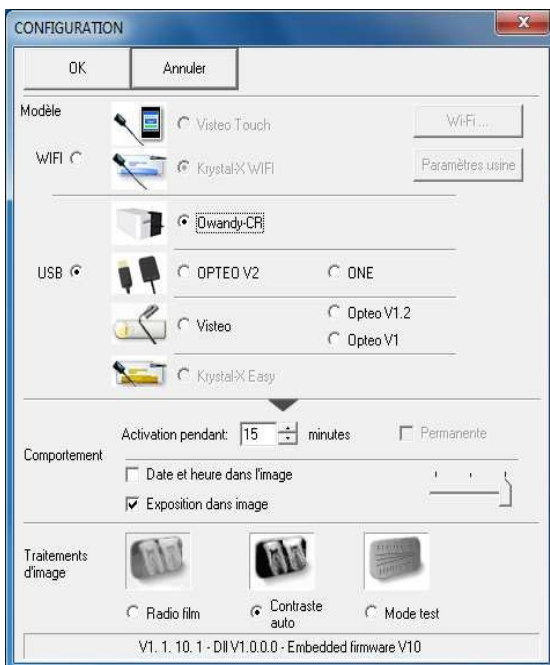 CONFIGURATION
OK Annuler
Modèle
Visteo Touch Wi-Fi ...
WIFI Krystal-X WIFI Paramètres usine
Owandy-CR
USB OPTEO V2 ONE
Visteo Opteo V1.2
Opteo V1
Krystal-X Easy
Activation pendant: 15 minutes Permanente
Comportement
Date et heure dans l'image
Exposition dans image
Traitements
d'image
Radio film Contraste
auto Mode test
V1. 1. 10. 1 - Dll V1.0.0.0 - Embedded firmware V10